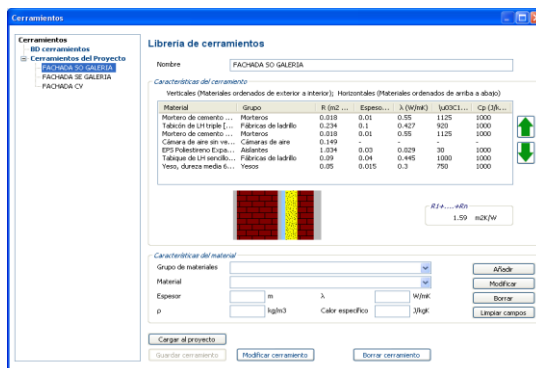 Cerramientos
Cerramientos
BD cerramientos
Cerramientos del Proyecto
FACHADA SO GALERIA
FACHADA SE GALERIA
FACHADA CV
Librería de cerramientos
Nombre FACHADA SO GALERIA
Características del cerramiento
Verticales (Materiales ordenados de exterior a interior); Horizontales (Materiales ordenados de arriba a abajo)
Material Grupo R (m2 ... Espeso... λ (W/mK) \u03C1... Cp (J/k...
Mortero de cemento ... Morteros 0.018 0.01 0.55 1125 1000
Tabicón de LH triple [... Fábricas de ladrillo 0.234 0.1 0.427 920 1000
Mortero de cemento ... Morteros 0.018 0.01 0.55 1125 1000
Cámara de aire sin ve... Cámaras de aire 0.149 - - - -
EPS Poliestireno Expa... Aislantes 1.034 0.03 0.029 30 1000
Tabique de LH sencillo... Fábricas de ladrillo 0.09 0.04 0.445 1000 1000
Yeso, dureza media 6... Yesos 0.05 0.015 0.3 750 1000
R1+....+Rn
1.59 m2K/W
Características del material
Grupo de materiales
Material
Espesor m λ W/mK
ρ kg/m3 Calor específico J/kgK
Añadir
Modificar
Borrar
Limpiar campos
Cargar al proyecto
Guardar cerramiento Modificar cerramiento Borrar cerramiento